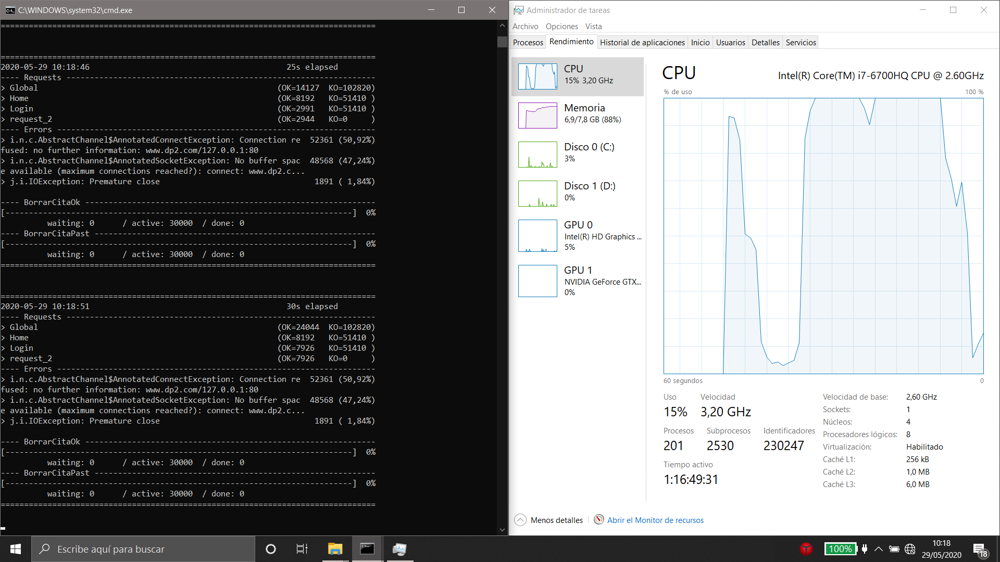 C:\WINDOWS\system32\cmd.exe
================================================================================
================================================================================
2020-05-29 10:18:46                                          25s elapsed
---- Requests ------------------------------------------------------------------
> Global                                                   (OK=14127  KO=102820)
> Home                                                     (OK=8192   KO=51410 )
> Login                                                    (OK=2991   KO=51410 )
> request_2                                                (OK=2944   KO=0     )
---- Errors --------------------------------------------------------------------
> i.n.c.AbstractChannel$AnnotatedConnectException: Connection re  52361 (50,92%)
fused: no further information: www.dp2.com/127.0.0.1:80
> i.n.c.AbstractChannel$AnnotatedSocketException: No buffer spac  48568 (47,24%)
e available (maximum connections reached?): connect: www.dp2.c...
> j.i.IOException: Premature close                                 1891 ( 1,84%)
---- BorrarCitaOk --------------------------------------------------------------
[--------------------------------------------------------------------------]  0%
waiting: 0      / active: 30000  / done: 0
---- BorrarCitaPast ------------------------------------------------------------
[--------------------------------------------------------------------------]  0%
waiting: 0      / active: 30000  / done: 0
================================================================================
================================================================================
2020-05-29 10:18:51                                          30s elapsed
---- Requests ------------------------------------------------------------------
> Global                                                   (OK=24044  KO=102820)
> Home                                                     (OK=8192   KO=51410 )
> Login                                                    (OK=7926   KO=51410 )
> request_2                                                (OK=7926   KO=0     )
---- Errors --------------------------------------------------------------------
> i.n.c.AbstractChannel$AnnotatedConnectException: Connection re  52361 (50,92%)
fused: no further information: www.dp2.com/127.0.0.1:80
> i.n.c.AbstractChannel$AnnotatedSocketException: No buffer spac  48568 (47,24%)
e available (maximum connections reached?): connect: www.dp2.c...
> j.i.IOException: Premature close                                 1891 ( 1,84%)
---- BorrarCitaOk --------------------------------------------------------------
[--------------------------------------------------------------------------]  0%
waiting: 0      / active: 30000  / done: 0
---- BorrarCitaPast ------------------------------------------------------------
[--------------------------------------------------------------------------]  0%
waiting: 0      / active: 30000  / done: 0
================================================================================
Administrador de tareas
Archivo Opciones Vista
Procesos Rendimiento Historial de aplicaciones Inicio Usuarios Detalles Servicios
CPU
15% 3,20 GHz
Memoria
6,9/7,8 GB (88%)
Disco 0 (C:)
3%
Disco 1 (D:)
0%
GPU 0
Intel(R) HD Graphics ...
5%
GPU 1
NVIDIA GeForce GTX...
0%
CPU Intel(R) Core(TM) i7-6700HQ CPU @ 2.60GHz
% de uso 100 %
60 segundos 0
Uso Velocidad
15% 3,20 GHz
Procesos Subprocesos Identificadores
201 2530 230247
Tiempo activo
1:16:49:31
Velocidad de base: 2,60 GHz
Sockets: 1
Núcleos: 4
Procesadores lógicos: 8
Virtualización: Habilitado
Caché L1: 256 kB
Caché L2: 1,0 MB
Caché L3: 6,0 MB
Menos detalles Abrir el Monitor de recursos
Escribe aquí para buscar
100%
10:18
29/05/2020
18